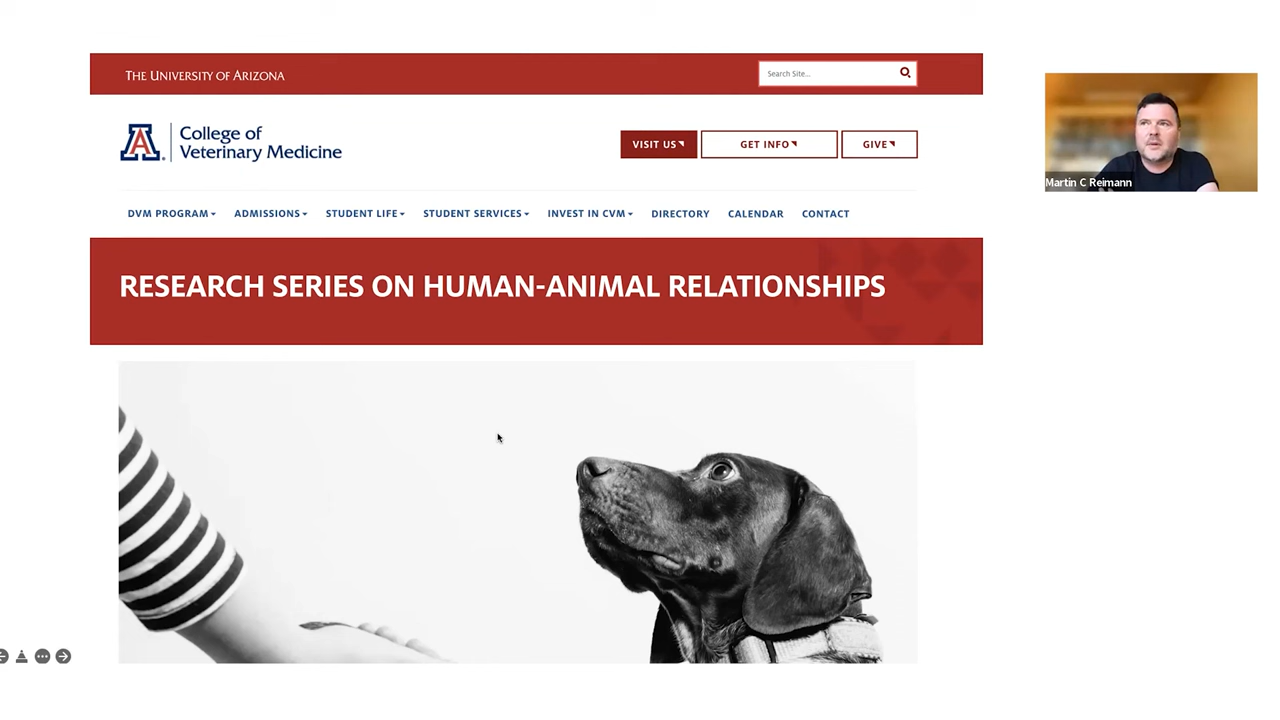 THE UNIVERSITY OF ARIZONA
Search Site...
A
College of
Veterinary Medicine
VISIT US
GET INFO
GIVE
DVM PROGRAM
ADMISSIONS
STUDENT LIFE
STUDENT SERVICES
INVEST IN CVM
DIRECTORY
CALENDAR
CONTACT
RESEARCH SERIES ON HUMAN-ANIMAL RELATIONSHIPS
Martin C Reimann